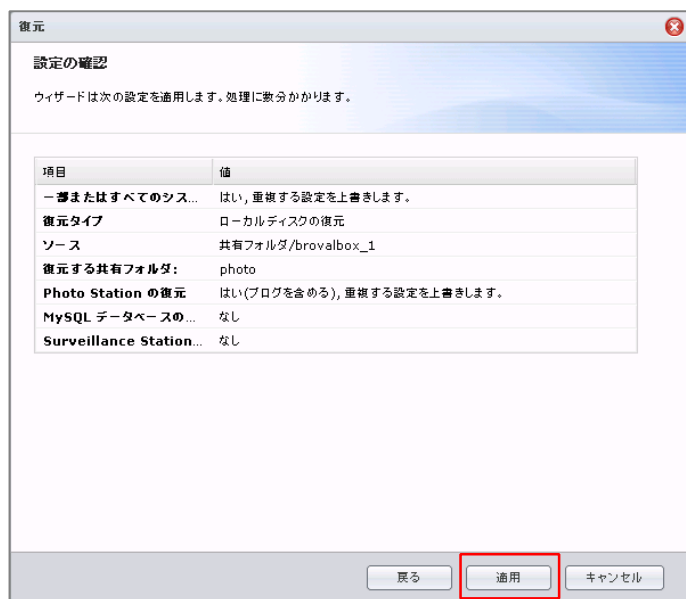 復元
設定の確認
ウィザードは次の設定を適用します。処理に数分かかります。
項目 値
一部またはすべてのシス... はい, 重複する設定を上書きします。
復元タイプ ローカルディスクの復元
ソース 共有フォルダ/brovalbox_1
復元する共有フォルダ: photo
Photo Station の復元 はい(ブログを含める), 重複する設定を上書きします。
MySQL データベースの... なし
Surveillance Station... なし
戻る 適用 キャンセル